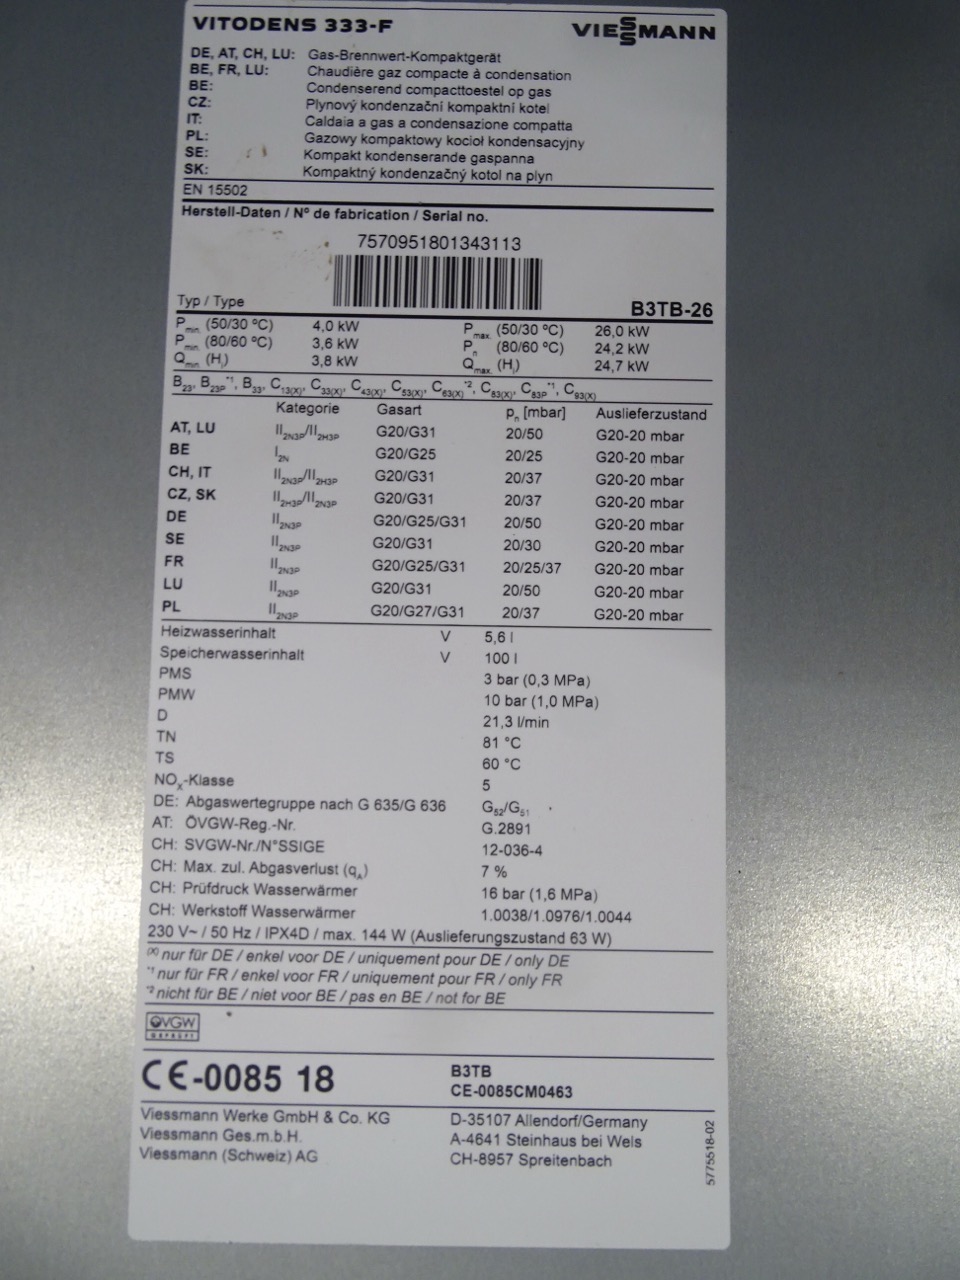 VITODENS 333-F
VIESSMANN
DE, AT, CH, LU: Gas-Brennwert-Kompaktgerät
BE, FR, LU: Chaudière gaz compacte à condensation
BE: Condenserend compacttoestel op gas
CZ: Plynový kondenzační kompaktní kotel
IT: Caldaia a gas a condensazione compatta
PL: Gazowy kompaktowy kocioł kondensacyjny
SE: Kompakt kondenserande gaspanna
SK: Kompaktný kondenzačný kotol na plyn
EN 15502
Herstell-Daten / N° de fabrication / Serial no.
7570951801343113
Typ / Type B3TB-26
Pmin. (50/30 °C) 4,0 kW Pmax. (50/30 °C) 26,0 kW
Pmin. (80/60 °C) 3,6 kW Pn (80/60 °C) 24,2 kW
Qmin. (Hi) 3,8 kW Qmax. (Hi) 24,7 kW
B23, B23P*1, B33, C13(X), C33(X), C43(X), C53(X), C63(X)*2, C83(X), C83P*1, C93(X)
Kategorie Gasart pn [mbar] Auslieferzustand
AT, LU II2N3P/II2H3P G20/G31 20/50 G20-20 mbar
BE I2N G20/G25 20/25 G20-20 mbar
CH, IT II2N3P/II2H3P G20/G31 20/37 G20-20 mbar
CZ, SK II2H3P/II2N3P G20/G31 20/37 G20-20 mbar
DE II2N3P G20/G25/G31 20/50 G20-20 mbar
SE II2N3P G20/G31 20/30 G20-20 mbar
FR II2N3P G20/G25/G31 20/25/37 G20-20 mbar
LU II2N3P G20/G31 20/50 G20-20 mbar
PL II2N3P G20/G27/G31 20/37 G20-20 mbar
Heizwasserinhalt V 5,6 l
Speicherwasserinhalt V 100 l
PMS 3 bar (0,3 MPa)
PMW 10 bar (1,0 MPa)
D 21,3 l/min
TN 81 °C
TS 60 °C
NOx-Klasse 5
DE: Abgaswertegruppe nach G 635/G 636 G52/G51
AT: ÖVGW-Reg.-Nr. G.2891
CH: SVGW-Nr./N°SSIGE 12-036-4
CH: Max. zul. Abgasverlust (qA) 7 %
CH: Prüfdruck Wasserwärmer 16 bar (1,6 MPa)
CH: Werkstoff Wasserwärmer 1.0038/1.0976/1.0044
230 V~ / 50 Hz / IPX4D / max. 144 W (Auslieferungszustand 63 W)
(X) nur für DE / enkel voor DE / uniquement pour DE / only DE
*1 nur für FR / enkel voor FR / uniquement pour FR / only FR
*2 nicht für BE / niet voor BE / pas en BE / not for BE
ÖVGW
GEPRÜFT
CE-0085 18
B3TB
CE-0085CM0463
Viessmann Werke GmbH & Co. KG D-35107 Allendorf/Germany
Viessmann Ges.m.b.H. A-4641 Steinhaus bei Wels
Viessmann (Schweiz) AG CH-8957 Spreitenbach
5775518-02